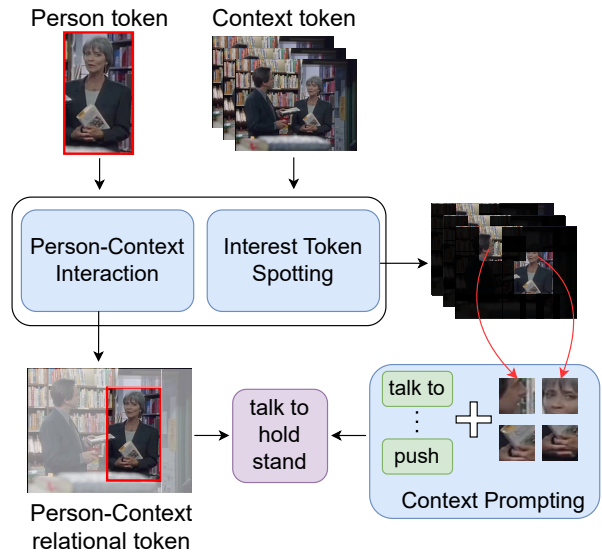 Person token
Context token
Person-Context
Interaction
Interest Token
Spotting
talk to
hold
stand
talk to
⋮
push
Context Prompting
Person-Context
relational token